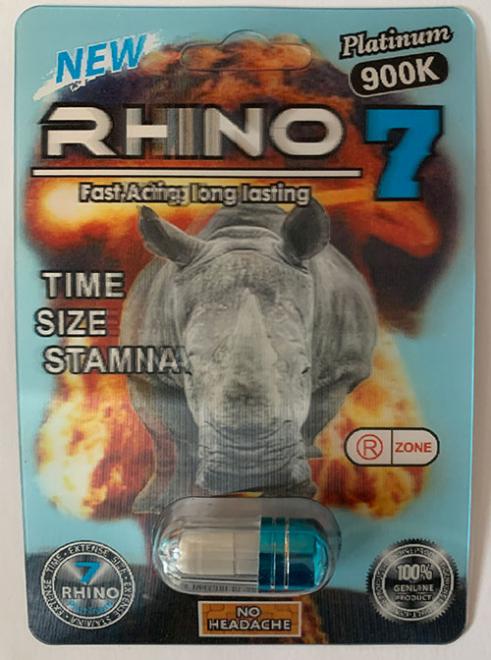 NEW
Platinum
900K
RHINO 7
Fast-Acting long lasting
TIME
SIZE
STAMNA
R ZONE
7
RHINO
100%
GENUINE
PRODUCT
NO
HEADACHE